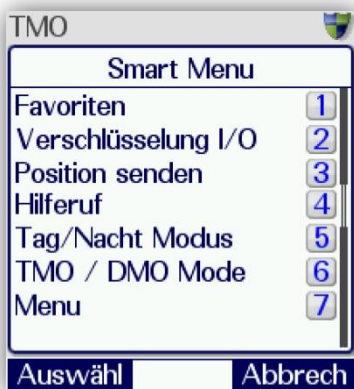 TMO
Smart Menu
Favoriten 1
Verschlüsselung I/O 2
Position senden 3
Hilferuf 4
Tag/Nacht Modus 5
TMO / DMO Mode 6
Menu 7
Auswähl Abbrech